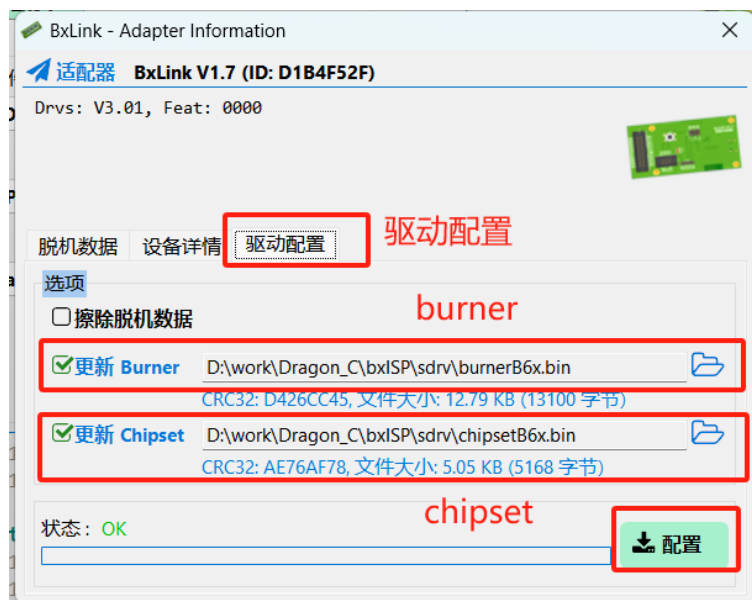 BxLink - Adapter Information
适配器 BxLink V1.7 (ID: D1B4F52F)
Drvs: V3.01, Feat: 0000
脱机数据 设备详情 驱动配置 驱动配置
选项
burner
擦除脱机数据
更新 Burner D:\work\Dragon_C\bxISP\sdrv\burnerB6x.bin
CRC32: D426CC45, 文件大小: 12.79 KB (13100 字节)
更新 Chipset D:\work\Dragon_C\bxISP\sdrv\chipsetB6x.bin
CRC32: AE76AF78, 文件大小: 5.05 KB (5168 字节)
chipset
状态: OK
配置